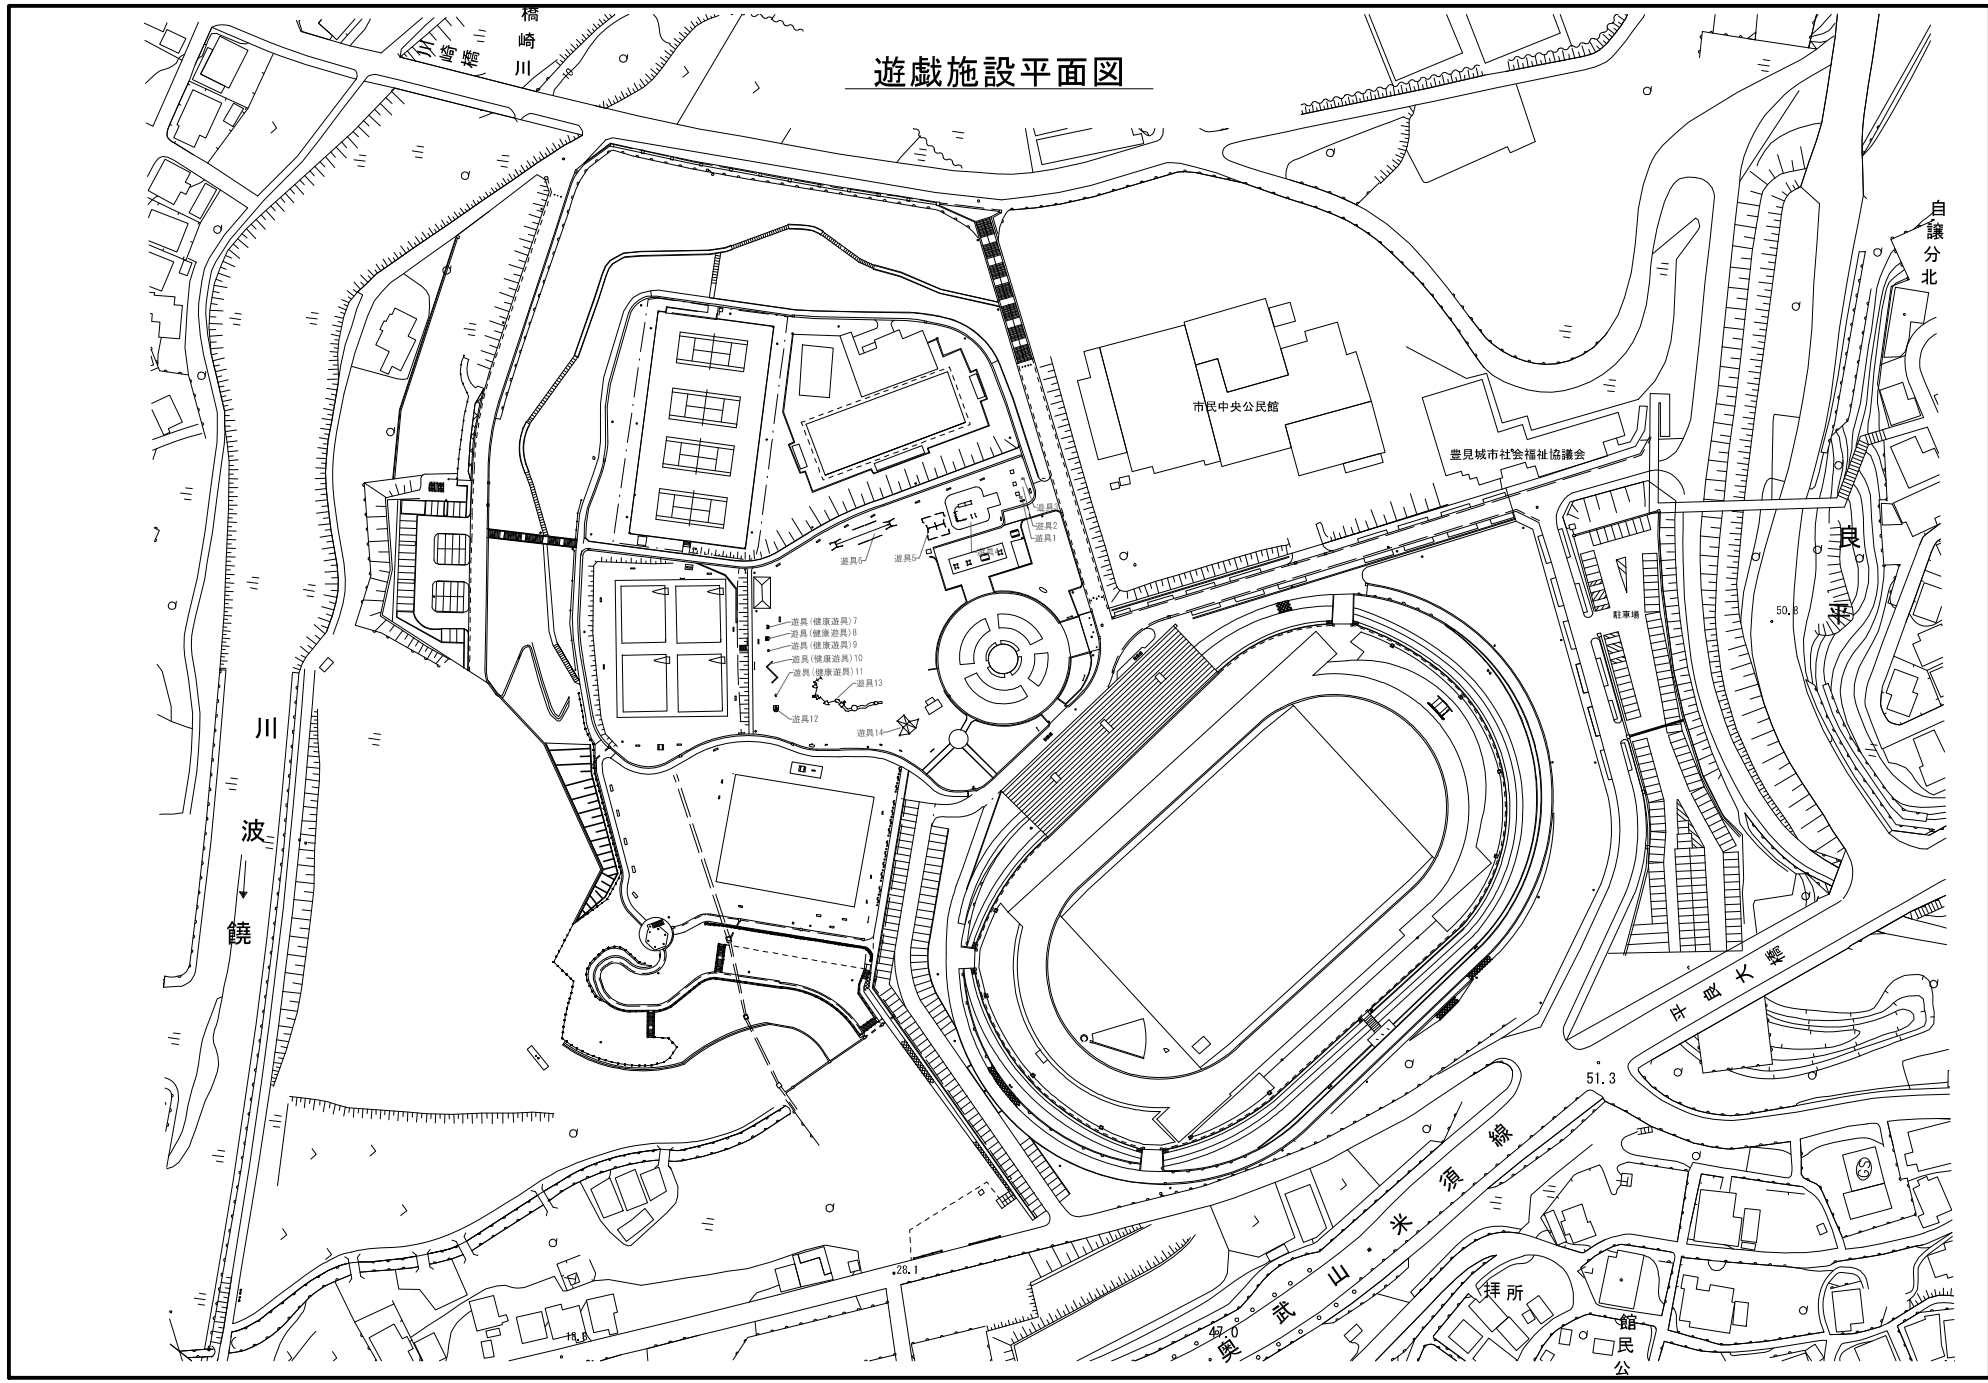 遊戯施設平面図
橋崎川
川崎橋
10
自譲分北
市民中央公民館
豊見城市社会福祉協議会
遊具3
遊具2
遊具1
遊具4
遊具5
遊具6
良平
駐車場
50.8
遊具(健康遊具)7
遊具(健康遊具)8
遊具(健康遊具)9
遊具(健康遊具)10
遊具(健康遊具)11
遊具13
遊具12
遊具14
川波
饒
平良大橋
51.3
奥武山・米須線
GS
28.1
拝所
18.8
47.0
館民公